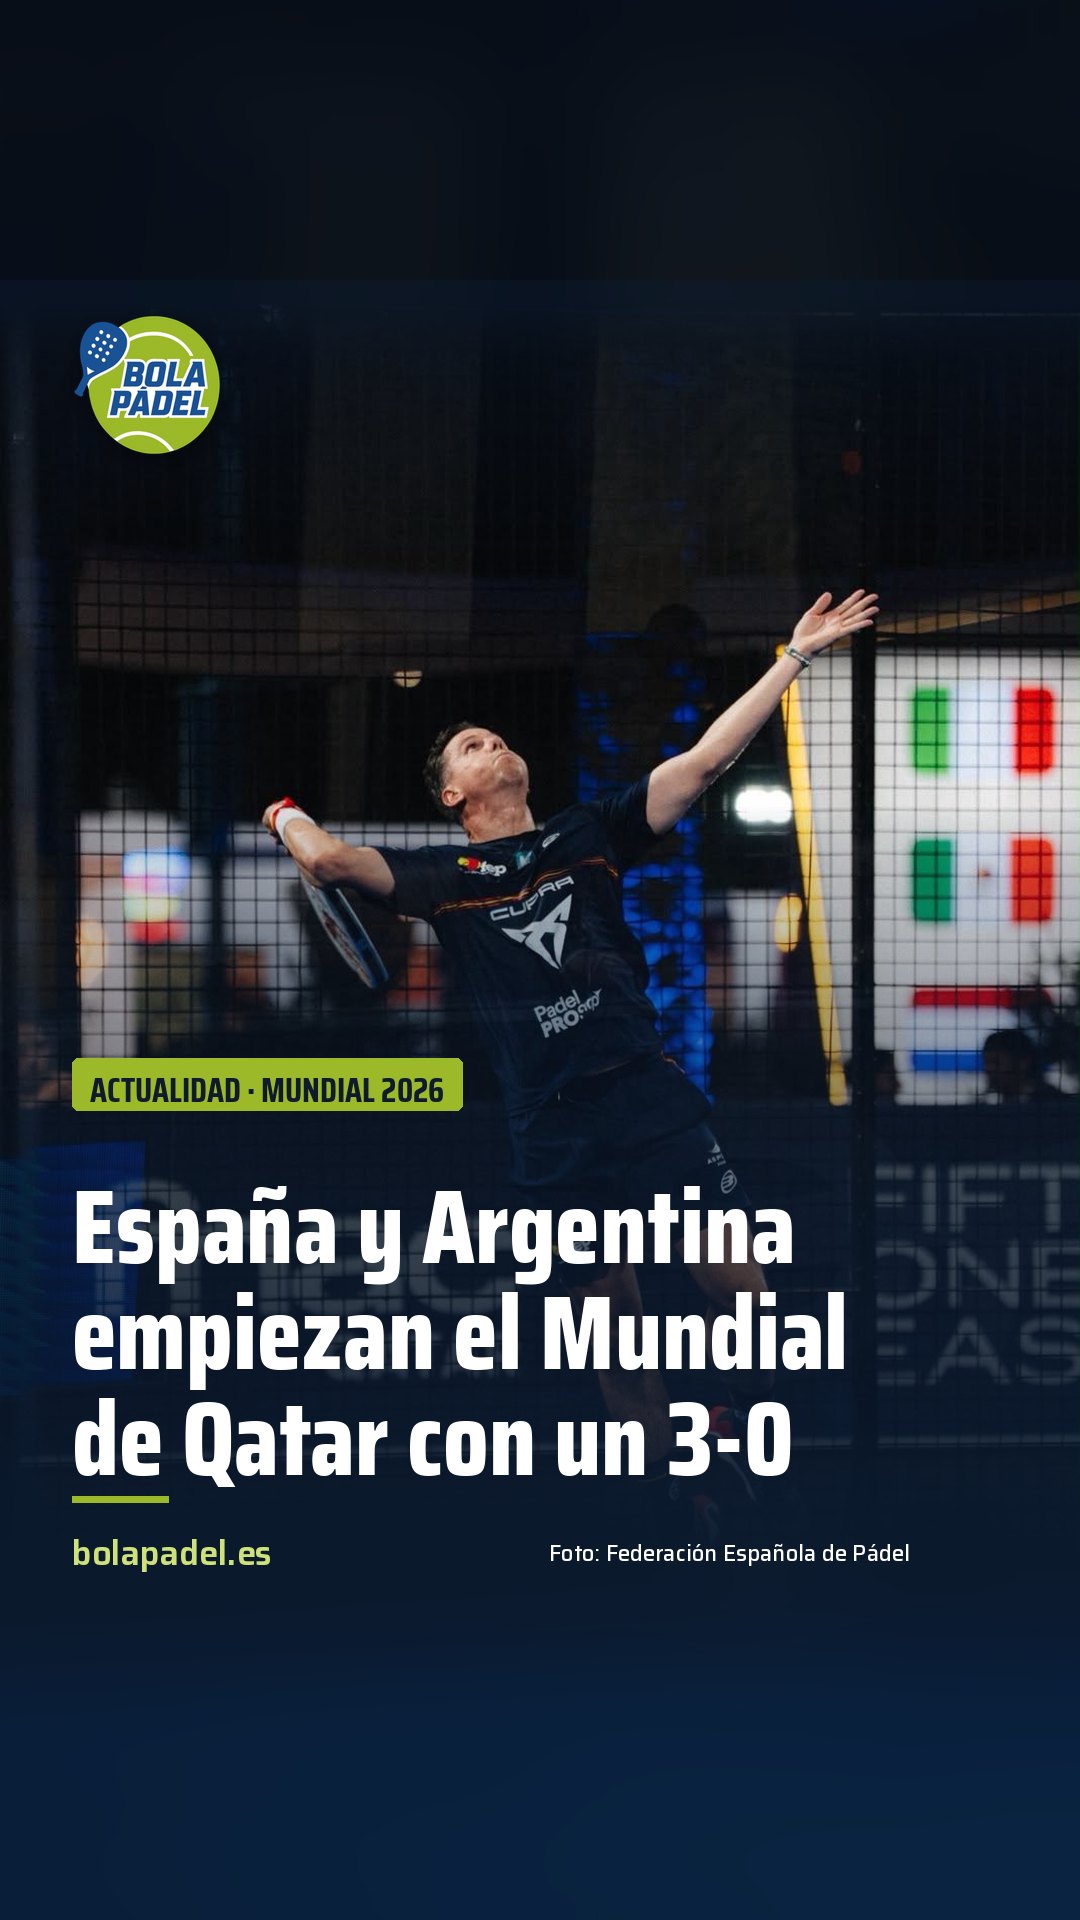 BOLA
PÁDEL
fep
CUPRA
Padel
PRO
ACTUALIDAD · MUNDIAL 2026
España y Argentina
empiezan el Mundial
de Qatar con un 3-0
bolapadel.es
Foto: Federación Española de Pádel